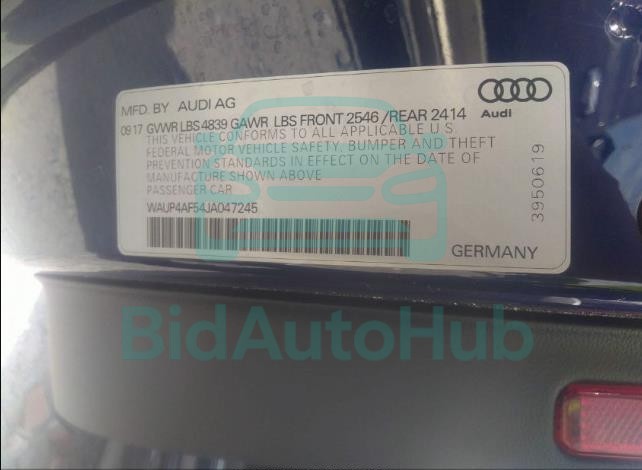 MFD. BY AUDI AG
Audi
09 17 GVWR LBS 4839 GAWR LBS FRONT 2546 /REAR 2414
THIS VEHICLE CONFORMS TO ALL APPLICABLE U S
FEDERAL MOTOR VEHICLE SAFETY, BUMPER AND THEFT
PREVENTION STANDARDS IN EFFECT ON THE DATE OF
MANUFACTURE SHOWN ABOVE
PASSENGER CAR
WAUP4AF54JA047245
3950619
GERMANY
BidAutoHub